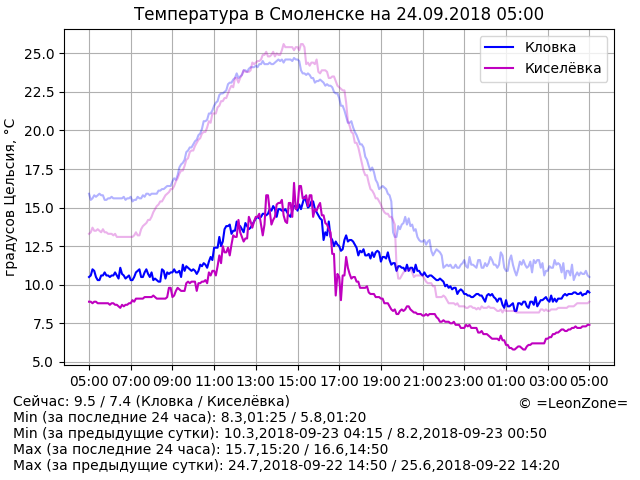 Температура в Смоленске на 24.09.2018 05:00
Кловка
Киселёвка
градусов Цельсия, °C
25.0
22.5
20.0
17.5
15.0
12.5
10.0
7.5
5.0
05:00 07:00 09:00 11:00 13:00 15:00 17:00 19:00 21:00 23:00 01:00 03:00 05:00
Сейчас: 9.5 / 7.4 (Кловка / Киселёвка)
© =LeonZone=
Min (за последние 24 часа): 8.3,01:25 / 5.8,01:20
Min (за предыдущие сутки): 10.3,2018-09-23 04:15 / 8.2,2018-09-23 00:50
Max (за последние 24 часа): 15.7,15:20 / 16.6,14:50
Max (за предыдущие сутки): 24.7,2018-09-22 14:50 / 25.6,2018-09-22 14:20